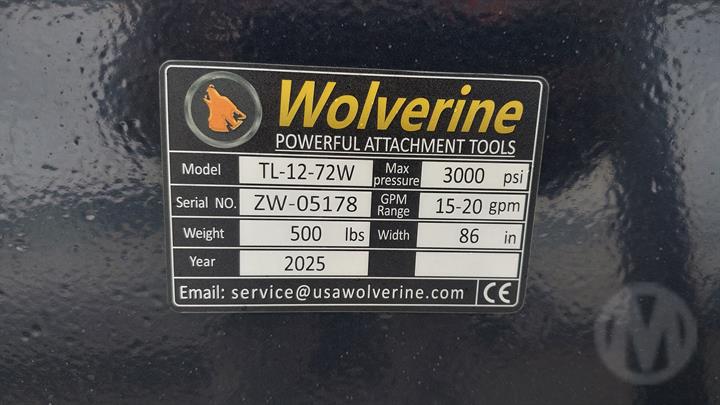 Wolverine
POWERFUL ATTACHMENT TOOLS
Model TL-12-72W Max pressure 3000 psi
Serial NO. ZW-05178 GPM Range 15-20 gpm
Weight 500 lbs Width 86 in
Year 2025
Email: service@usawolverine.com CE
M